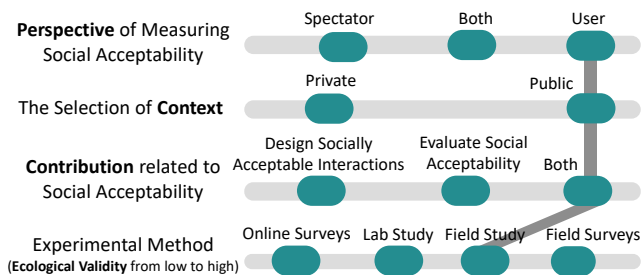 Spectator Both User
Perspective of Measuring
Social Acceptability
Private
Public
The Selection of Context
Design Socially
Acceptable Interactions
Evaluate Social
Acceptability
Both
Contribution related to
Social Acceptability
Online Surveys Lab Study Field Study Field Surveys
Experimental Method
(Ecological Validity from low to high)